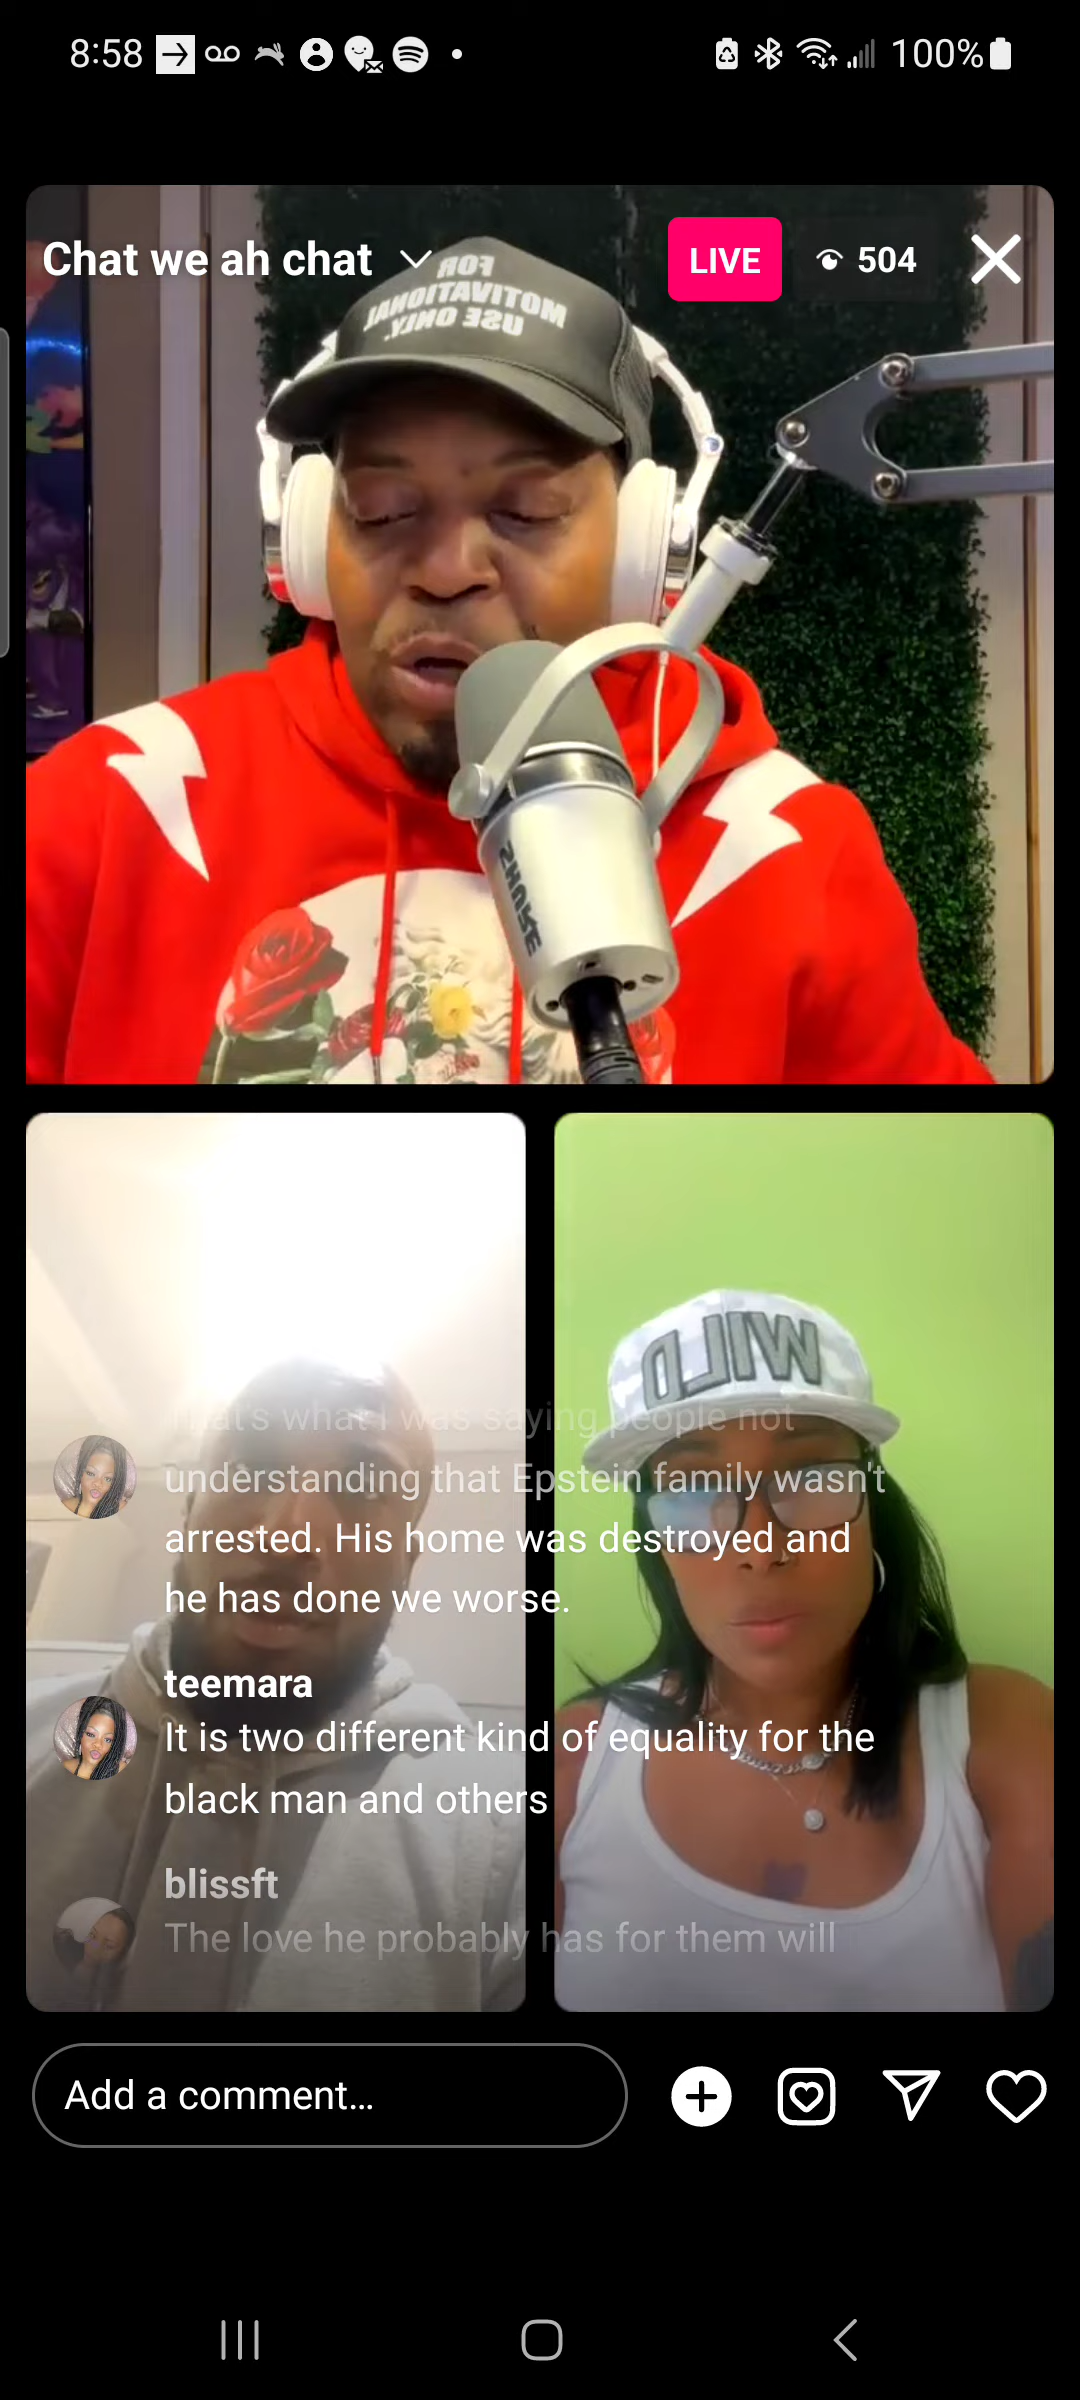 8:58
100%
Chat we ah chat
LIVE
504
FOR
MOTIVATIONAL
USE ONLY.
SHURE
WILD
That's what I was saying people not
understanding that Epstein family wasn't
arrested. His home was destroyed and
he has done we worse.
teemara
It is two different kind of equality for the
black man and others
blissft
The love he probably has for them will
Add a comment...